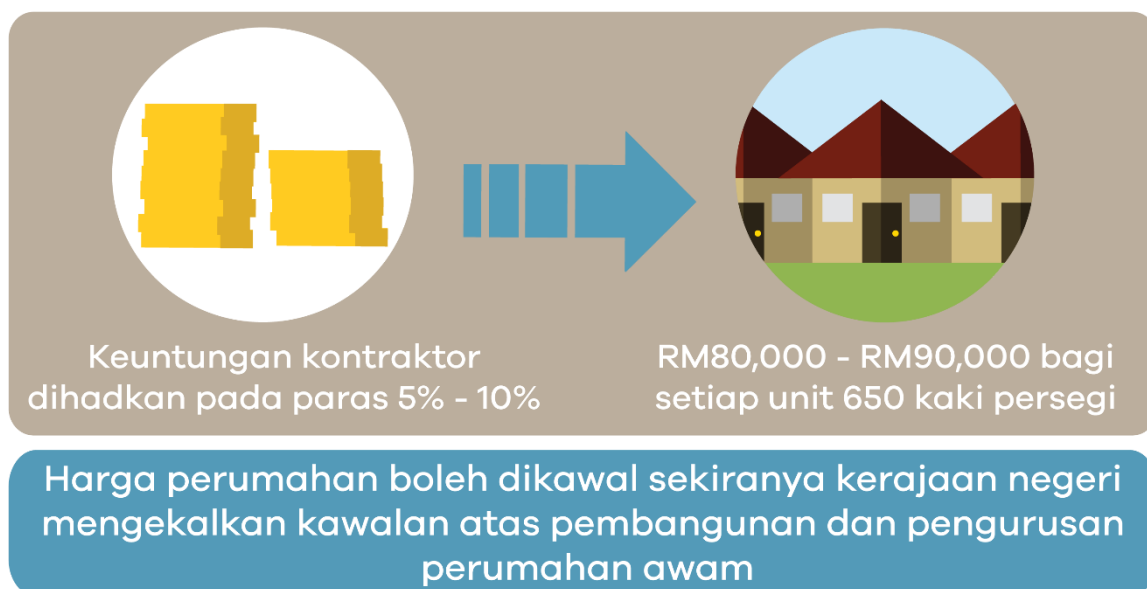 Keuntungan kontraktor
dihadkan pada paras 5% - 10%
RM80,000 - RM90,000 bagi
setiap unit 650 kaki persegi
Harga perumahan boleh dikawal sekiranya kerajaan negeri
mengekalkan kawalan atas pembangunan dan pengurusan
perumahan awam